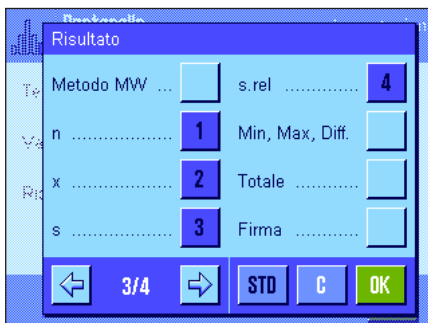 Risultato
Metodo MW ...
s.rel ............. 4
n ................... 1
Min, Max, Diff.
x ................... 2
Totale ............
s ................... 3
Firma ............
3/4 STD C OK